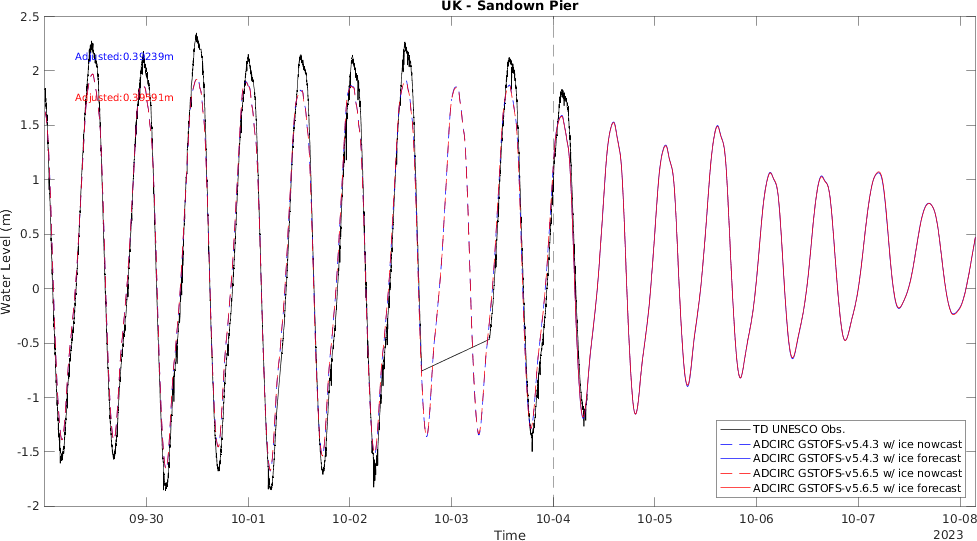 UK - Sandown Pier
2.5
2
1.5
1
0.5
0
-0.5
-1
-1.5
-2
Water Level (m)
Adjusted:0.39239m
Adjusted:0.39591m
TD UNESCO Obs.
ADCIRC GSTOFS-v5.4.3 w/ ice nowcast
ADCIRC GSTOFS-v5.4.3 w/ ice forecast
ADCIRC GSTOFS-v5.6.5 w/ ice nowcast
ADCIRC GSTOFS-v5.6.5 w/ ice forecast
09-30 10-01 10-02 10-03 10-04 10-05 10-06 10-07 10-08
Time
2023